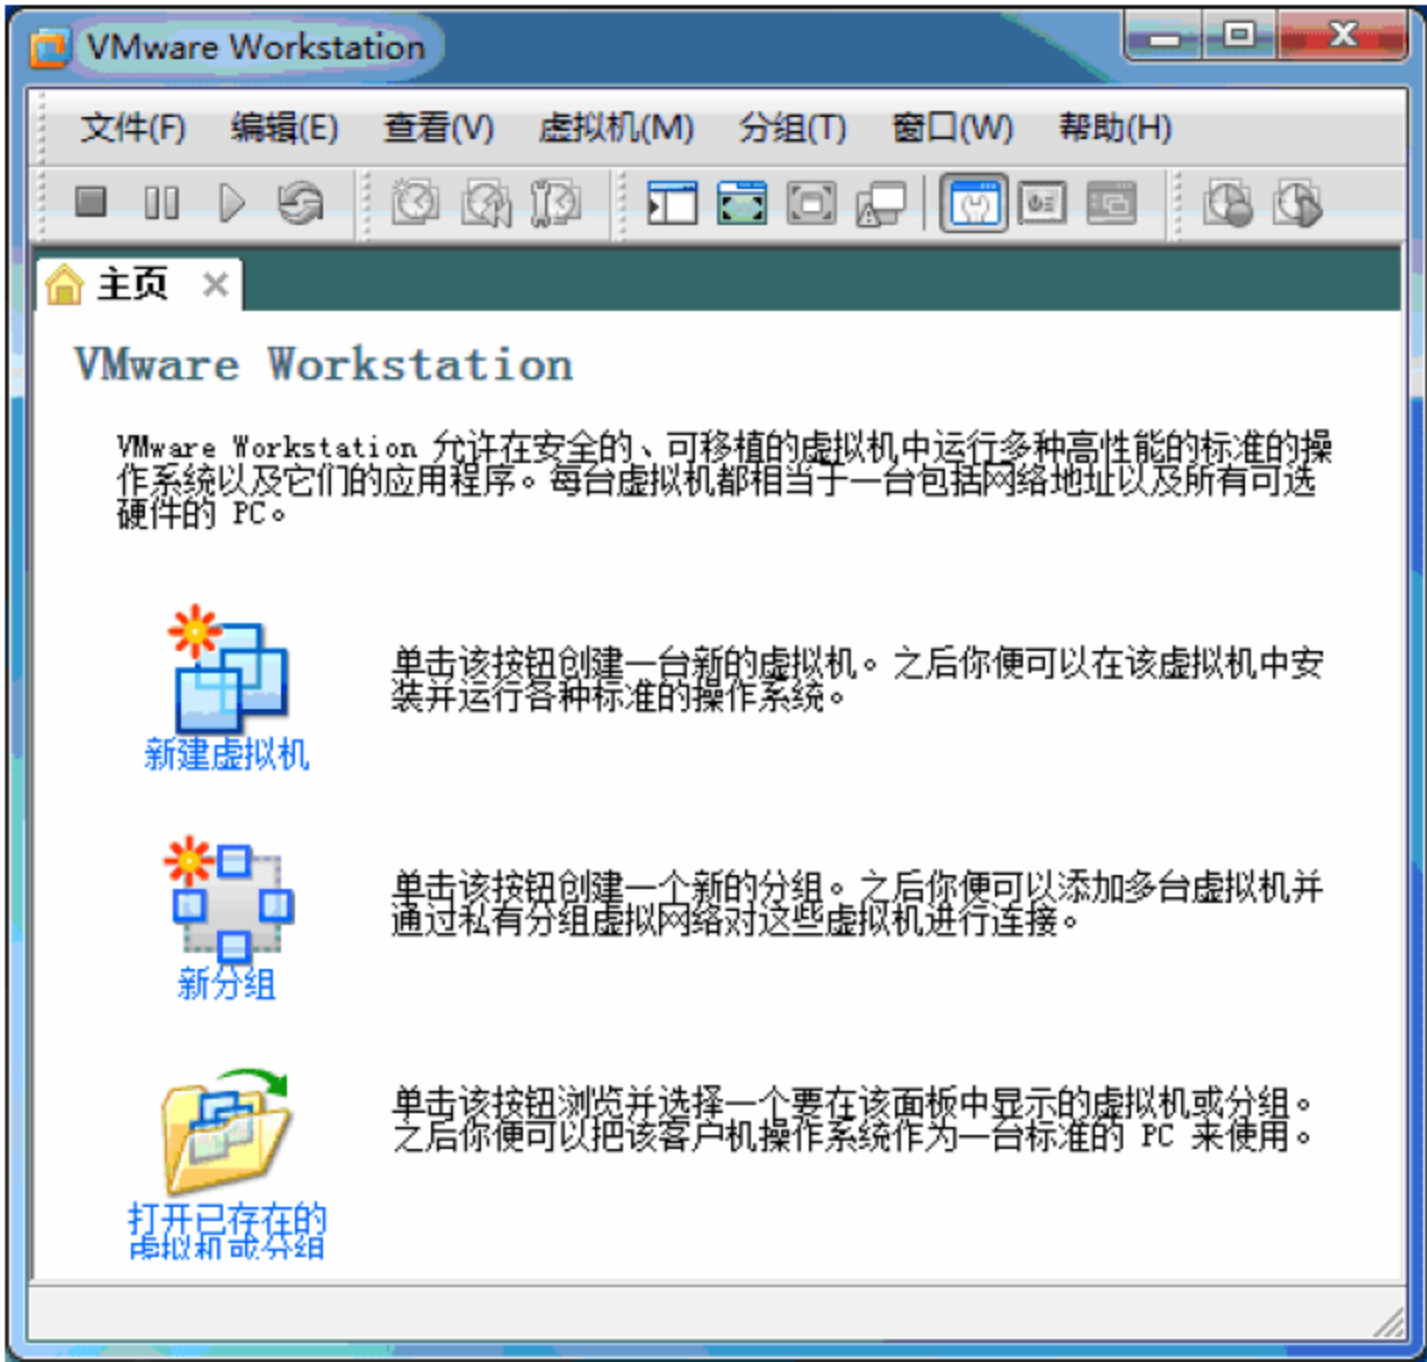 VMware Workstation
文件(F) 编辑(E) 查看(V) 虚拟机(M) 分组(T) 窗口(W) 帮助(H)
主页
VMware Workstation
VMware Workstation 允许在安全的、可移植的虚拟机中运行多种高性能的标准的操
作系统以及它们的应用程序。每台虚拟机都相当于一台包括网络地址以及所有可选
硬件的 PC。
单击该按钮创建一台新的虚拟机。之后你便可以在该虚拟机中安
装并运行各种标准的操作系统。
新建虚拟机
单击该按钮创建一个新的分组。之后你便可以添加多台虚拟机并
通过私有分组虚拟网络对这些虚拟机进行连接。
新分组
单击该按钮浏览并选择一个要在该面板中显示的虚拟机或分组。
之后你便可以把该客户机操作系统作为一台标准的 PC 来使用。
打开已存在的
虚拟机或分组